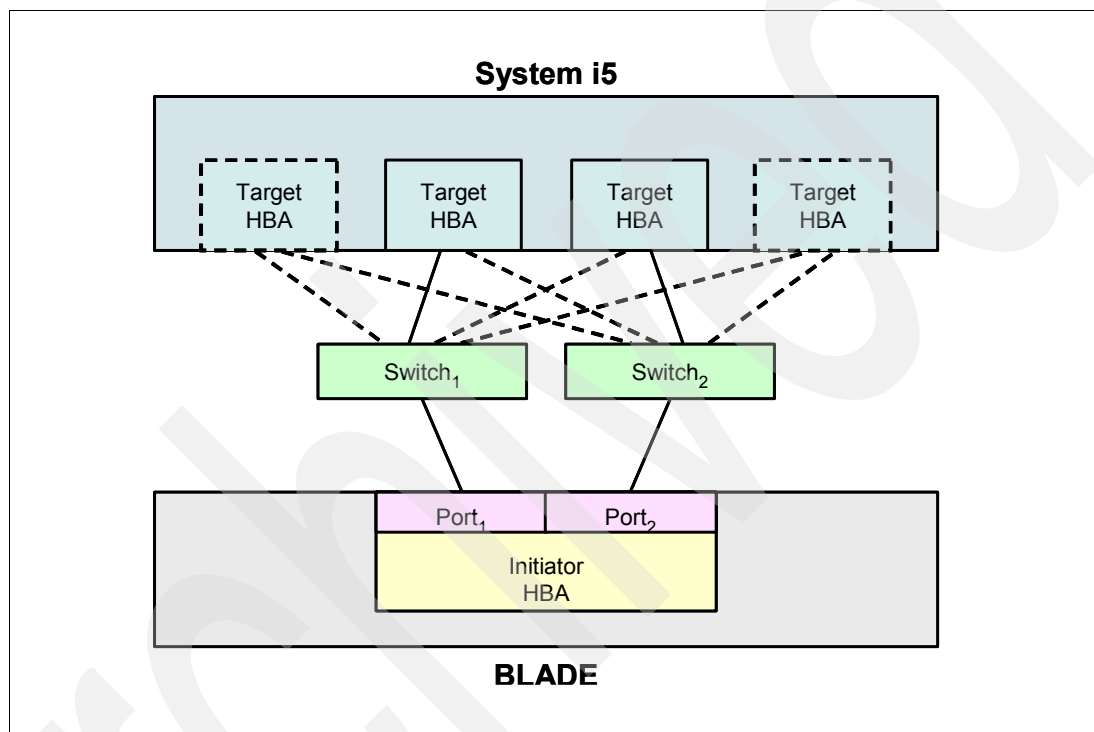 System i5
Target
HBA
Target
HBA
Target
HBA
Target
HBA
Switch₁
Switch₂
Port₁
Port₂
Initiator
HBA
BLADE